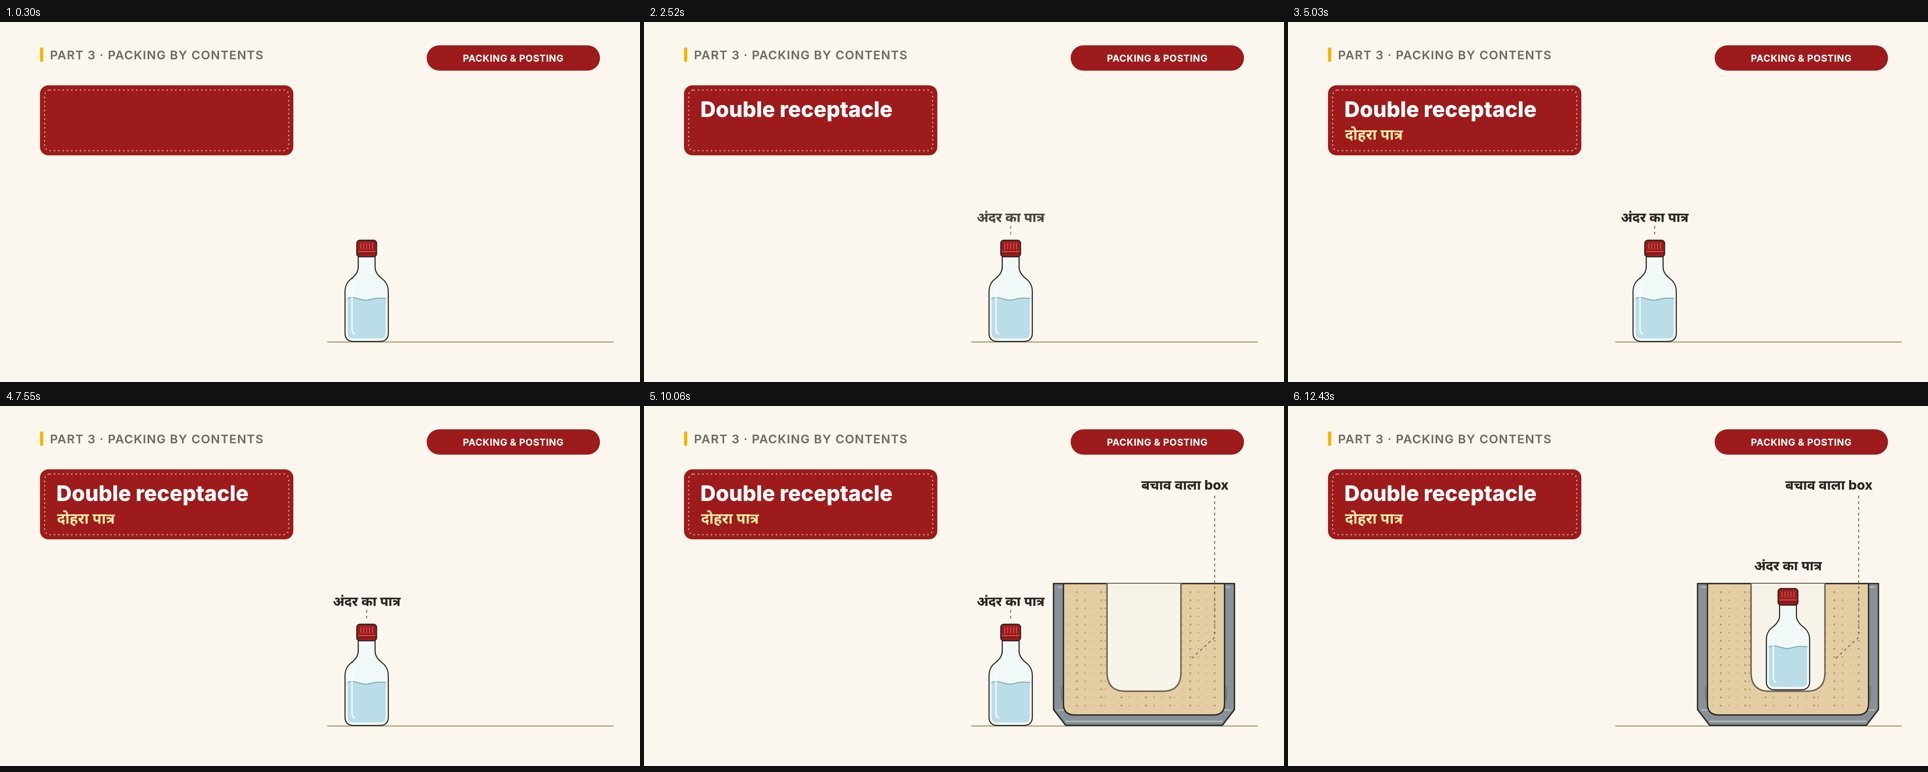 1. 0.30s
PART 3 · PACKING BY CONTENTS
PACKING & POSTING
2. 2.52s
PART 3 · PACKING BY CONTENTS
PACKING & POSTING
Double receptacle
अंदर का पात्र
3. 5.03s
PART 3 · PACKING BY CONTENTS
PACKING & POSTING
Double receptacle
दोहरा पात्र
अंदर का पात्र
4. 7.55s
PART 3 · PACKING BY CONTENTS
PACKING & POSTING
Double receptacle
दोहरा पात्र
अंदर का पात्र
5. 10.06s
PART 3 · PACKING BY CONTENTS
PACKING & POSTING
Double receptacle
दोहरा पात्र
बचाव वाला box
अंदर का पात्र
6. 12.43s
PART 3 · PACKING BY CONTENTS
PACKING & POSTING
Double receptacle
दोहरा पात्र
बचाव वाला box
अंदर का पात्र